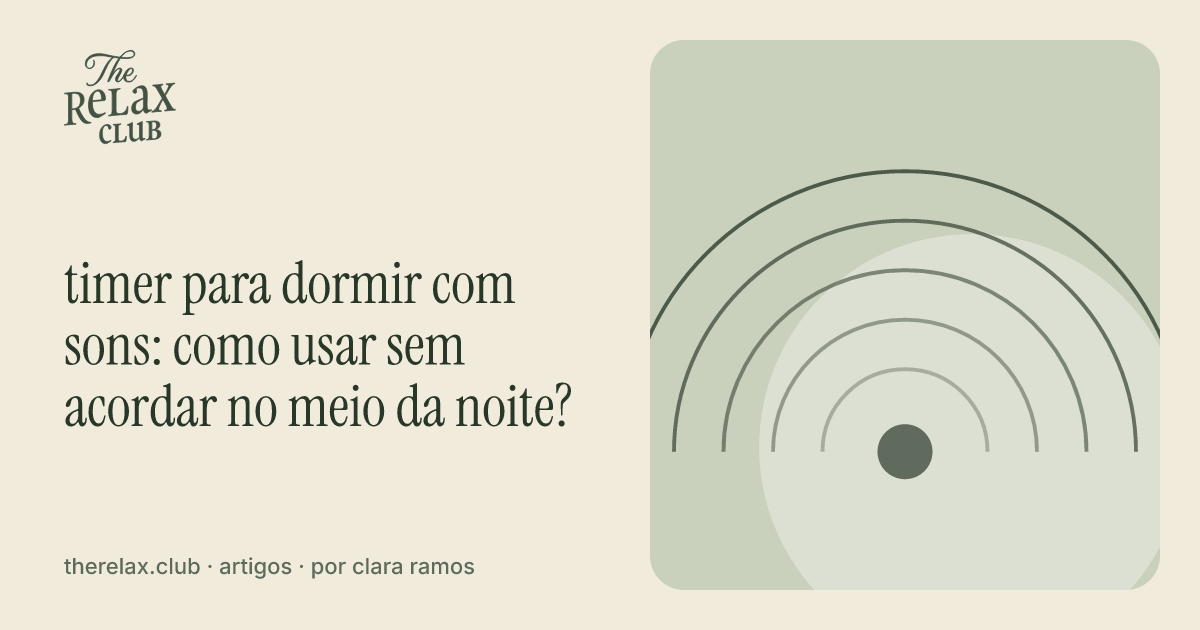 The
ReLax
CLUB
timer para dormir com
sons: como usar sem
acordar no meio da noite?
therelax.club · artigos · por clara ramos